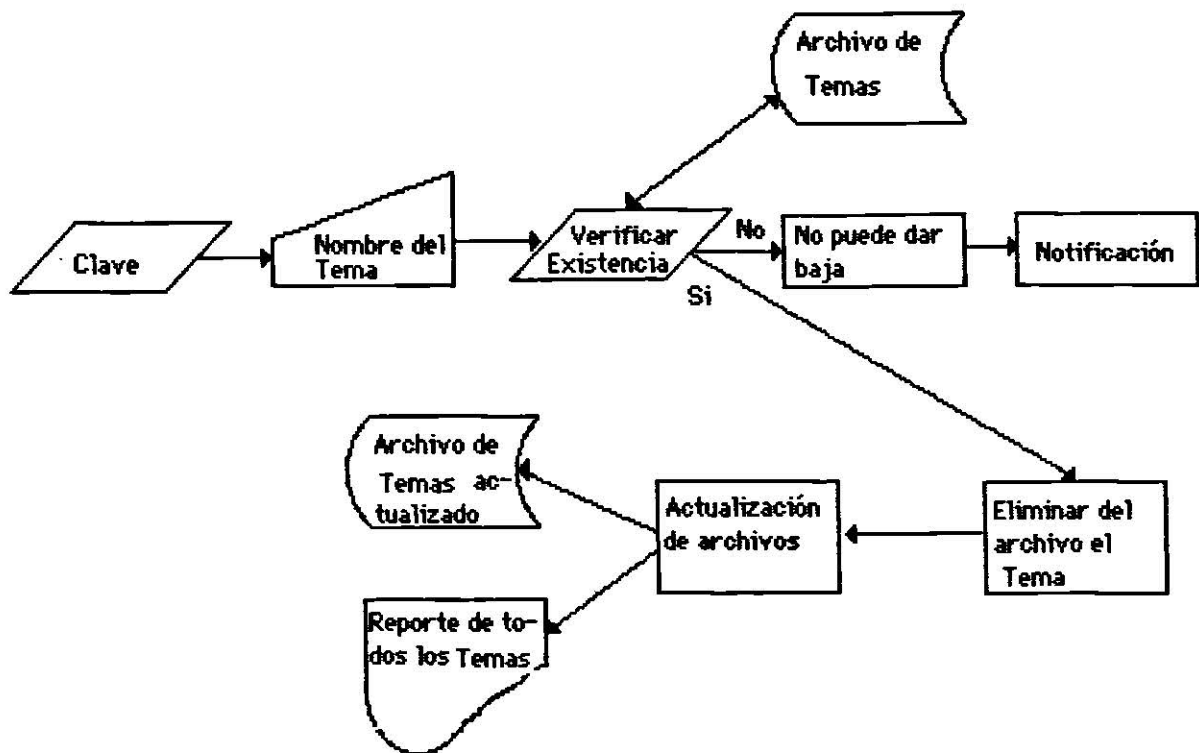 Archivo de
Temas
Clave
Nombre del
Tema
Verificar
Existencia
No
Si
No puede dar
baja
Notificación
Archivo de
Temas ac-
tualizado
Actualización
de archivos
Eliminar del
archivo el
Tema
Reporte de to-
dos los Temas